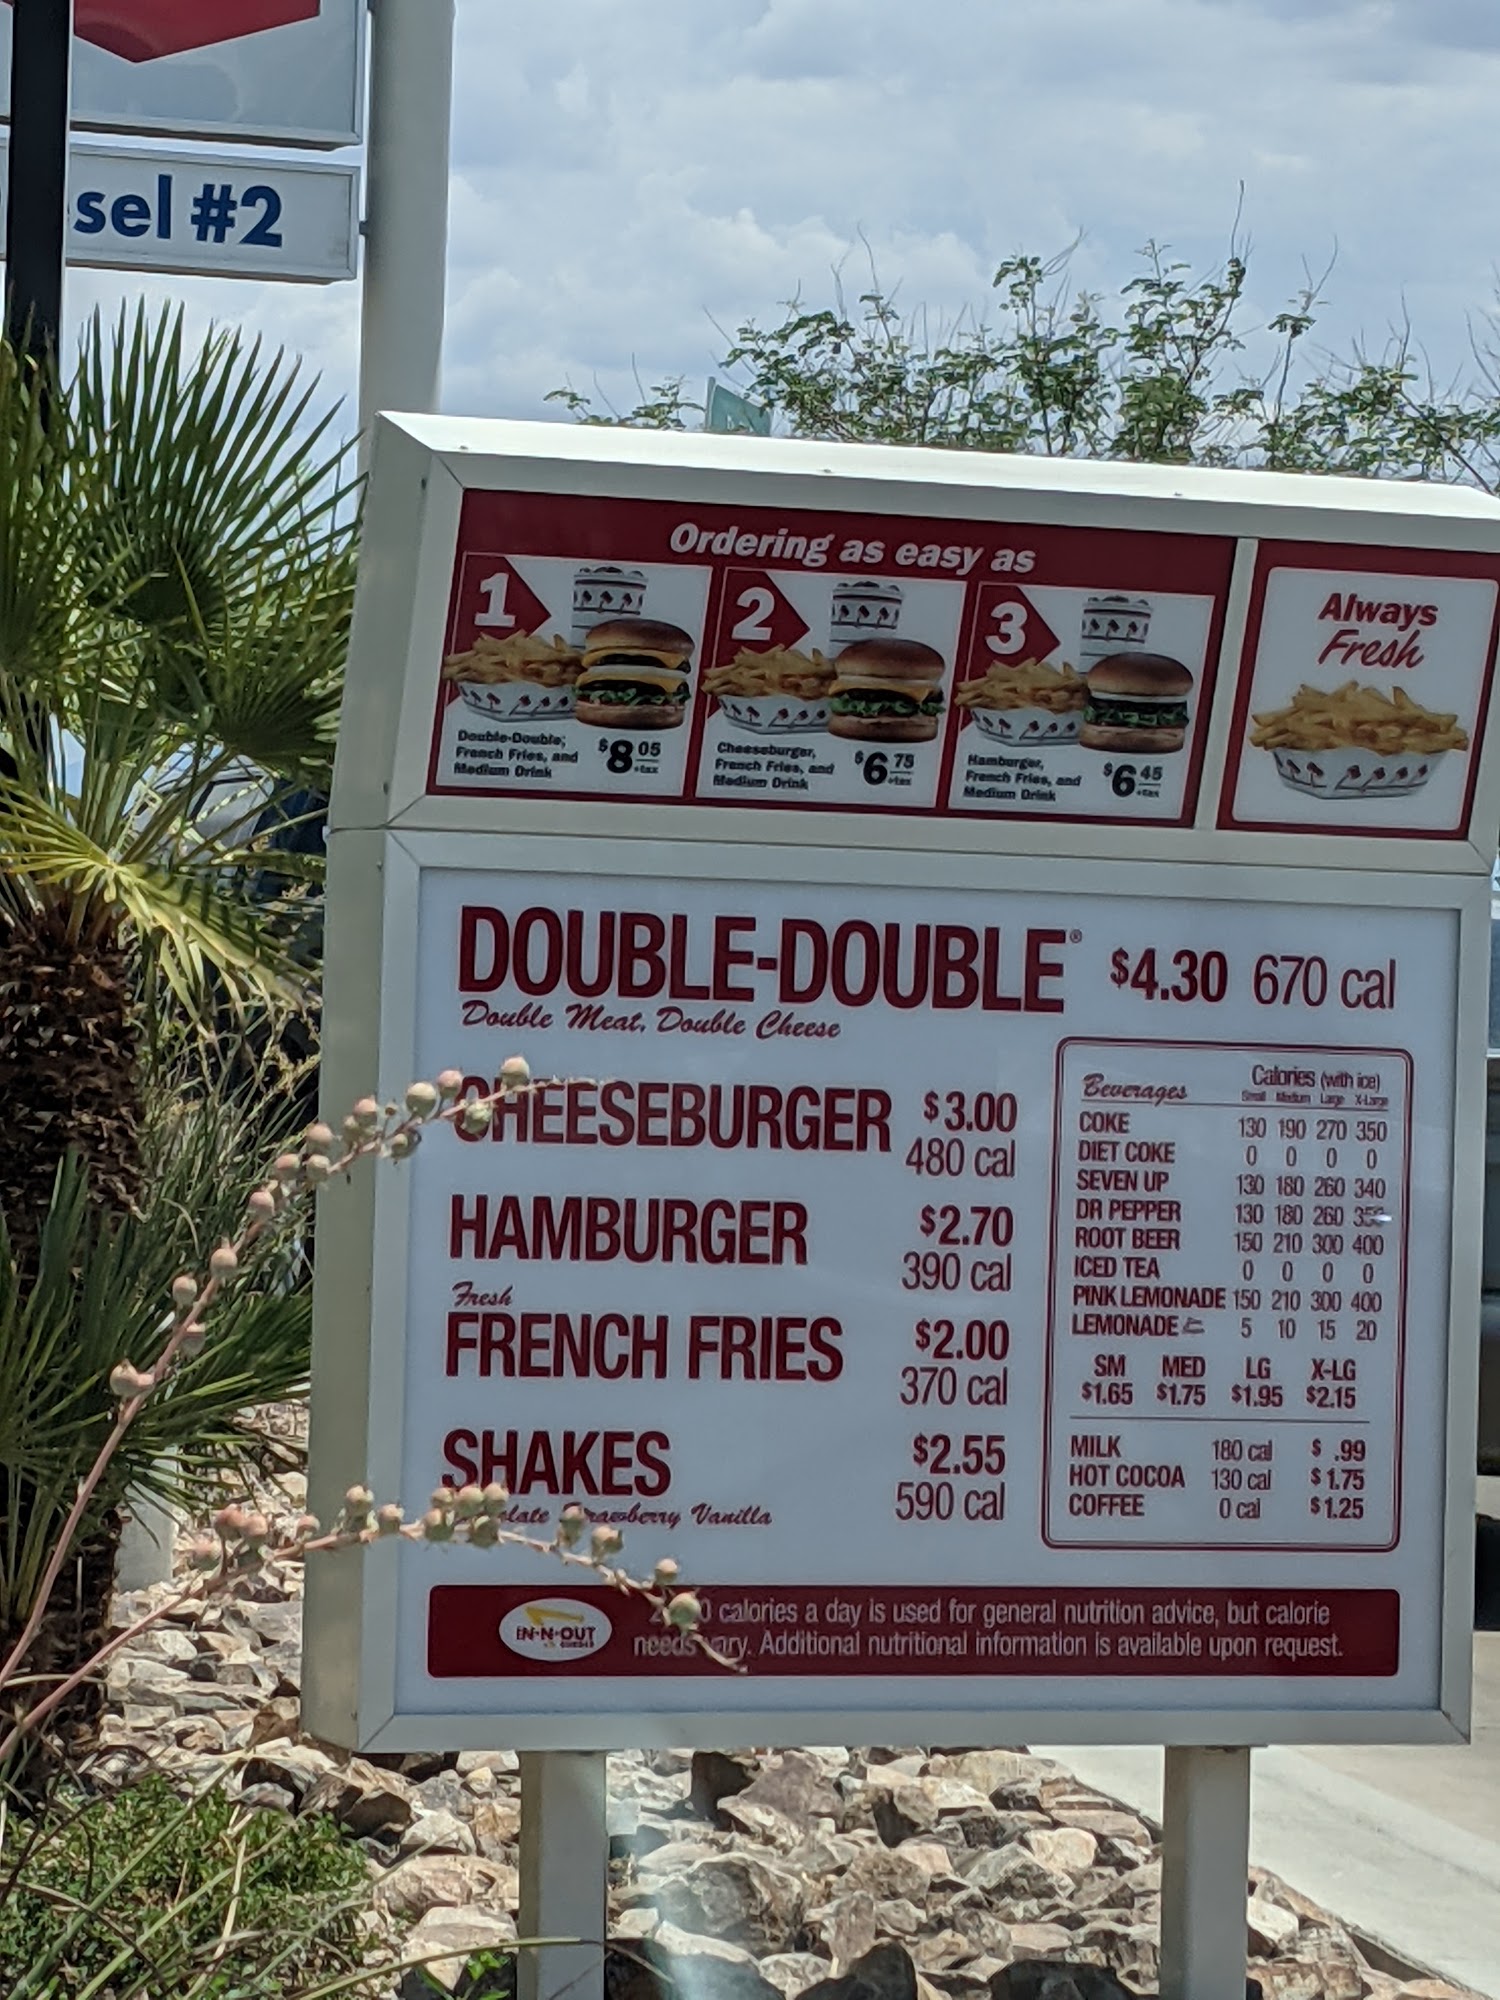 sel #2
Ordering as easy as
1
Double-Double,
French Fries, and
Medium Drink
$8 05
+tax
2
Cheeseburger,
French Fries, and
Medium Drink
$6 75
+tax
3
Hamburger,
French Fries, and
Medium Drink
$6 45
+tax
Always
Fresh
DOUBLE-DOUBLE® $4.30 670 cal
Double Meat, Double Cheese
CHEESEBURGER $3.00
480 cal
HAMBURGER $2.70
390 cal
Fresh
FRENCH FRIES $2.00
370 cal
SHAKES $2.55
590 cal
Strawberry Vanilla
Beverages Calories (with ice)
Small Medium Large X-Large
COKE 130 190 270 350
DIET COKE 0 0 0 0
SEVEN UP 130 180 260 340
DR PEPPER 130 180 260
ROOT BEER 150 210 300 400
ICED TEA 0 0 0 0
PINK LEMONADE 150 210 300 400
LEMONADE 5 10 15 20
SM MED LG X-LG
$1.65 $1.75 $1.95 $2.15
MILK 180 cal $ .99
HOT COCOA 130 cal $1.75
COFFEE 0 cal $1.25
IN-N-OUT
BURGER
calories a day is used for general nutrition advice, but calorie
needs vary. Additional nutritional information is available upon request.